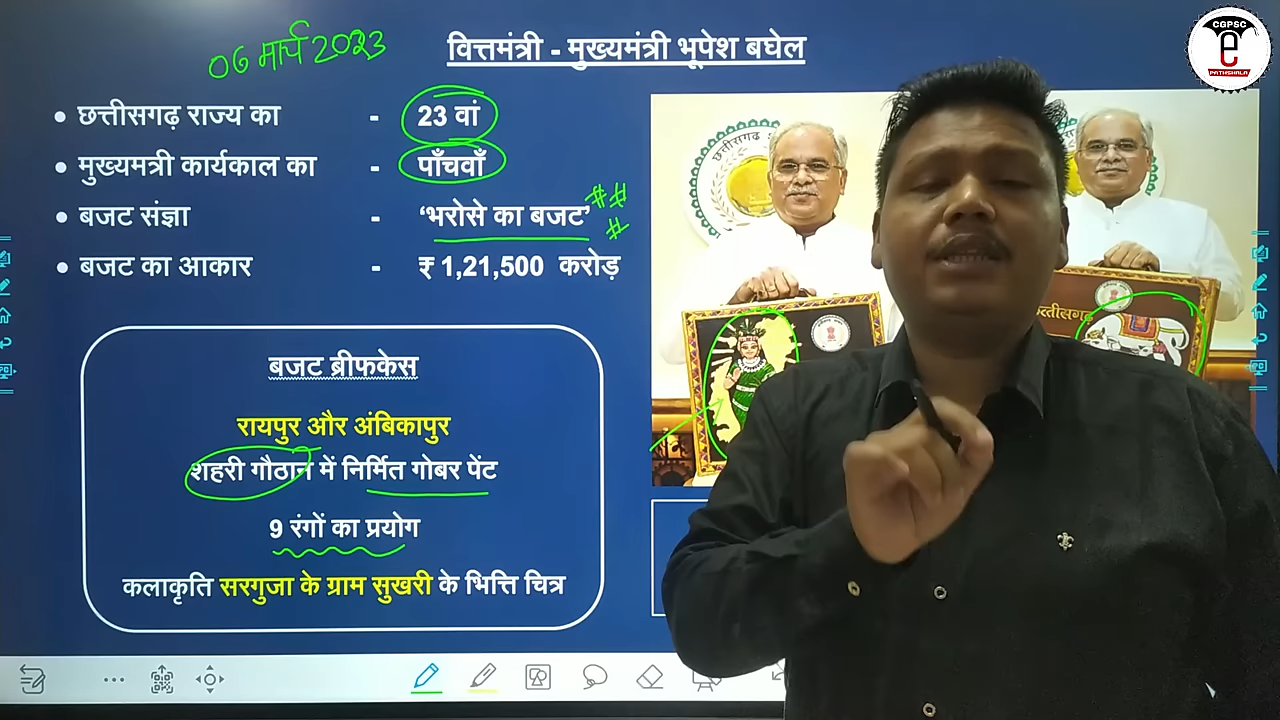 06 मार्च 2023
वित्तमंत्री - मुख्यमंत्री भूपेश बघेल
• छत्तीसगढ़ राज्य का - 23 वां
• मुख्यमत्री कार्यकाल का - पाँचवाँ
• बजट संज्ञा - ‘भरोसे का बजट’ ###
• बजट का आकार - ₹ 1,21,500 करोड़
बजट ब्रीफकेस
रायपुर और अंबिकापुर
शहरी गौठान में निर्मित गोबर पेंट
9 रंगों का प्रयोग
कलाकृति सरगुजा के ग्राम सुखरी के भित्ति चित्र
छत्तीसगढ़
CGPSC
e
PATHSHALA